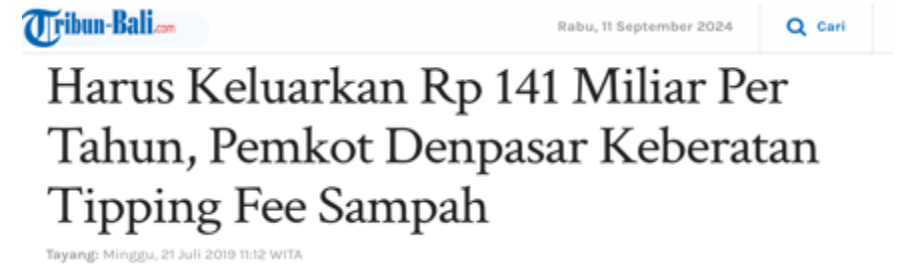 Tribun-Bali.com
Rabu, 11 September 2024
Cari
Harus Keluarkan Rp 141 Miliar Per
Tahun, Pemkot Denpasar Keberatan
Tipping Fee Sampah
Tayang: Minggu, 21 Juli 2019 11:12 WITA